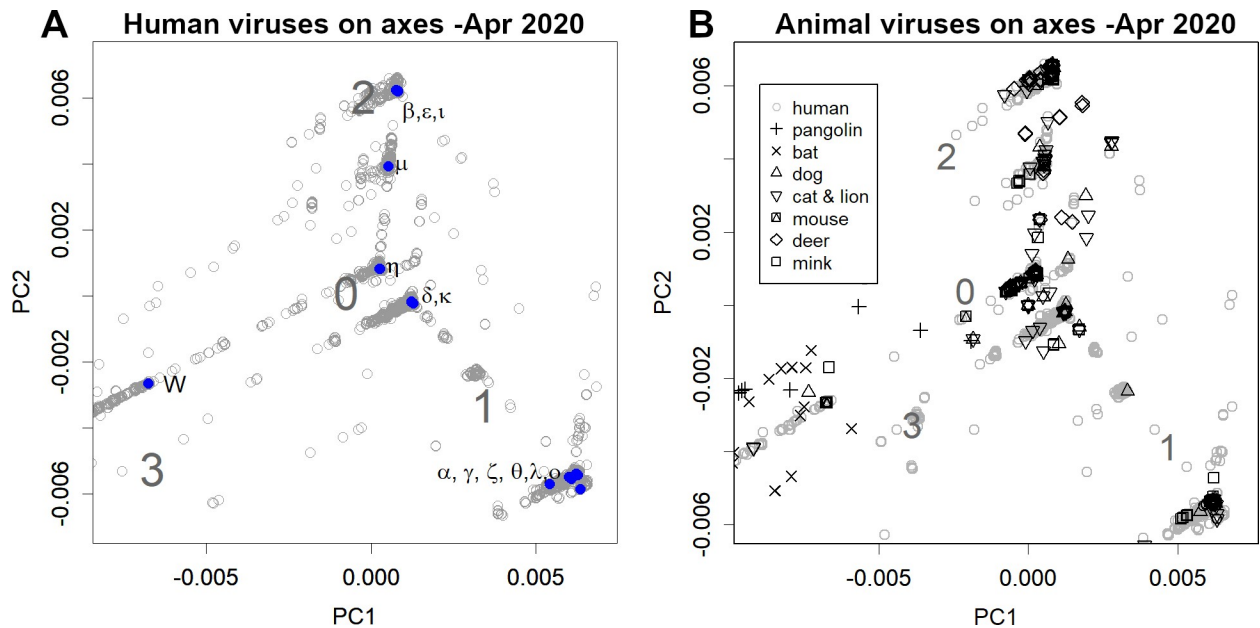 A Human viruses on axes -Apr 2020
PC2
0.006
0.002
-0.002
-0.006
2
β,ε,ι
μ
η
0
δ,κ
W
1
3
α, γ, ζ, θ,λ,ο
-0.005 0.000 0.005
PC1
B Animal viruses on axes -Apr 2020
PC2
0.006
0.002
-0.002
-0.006
human
pangolin
bat
dog
cat & lion
mouse
deer
mink
2
0
3
1
-0.005 0.000 0.005
PC1